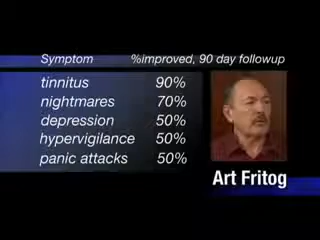 Symptom %improved, 90 day followup
tinnitus 90%
nightmares 70%
depression 50%
hypervigilance 50%
panic attacks 50%
Art Fritog